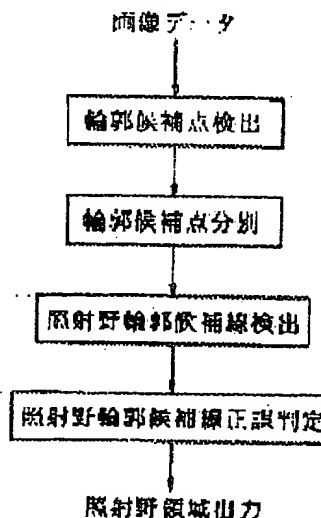 画像データ
輪郭候補点検出
輪郭候補点分別
照射野輪郭候補線検出
照射野輪郭候補線正誤判定
照射野領域出力